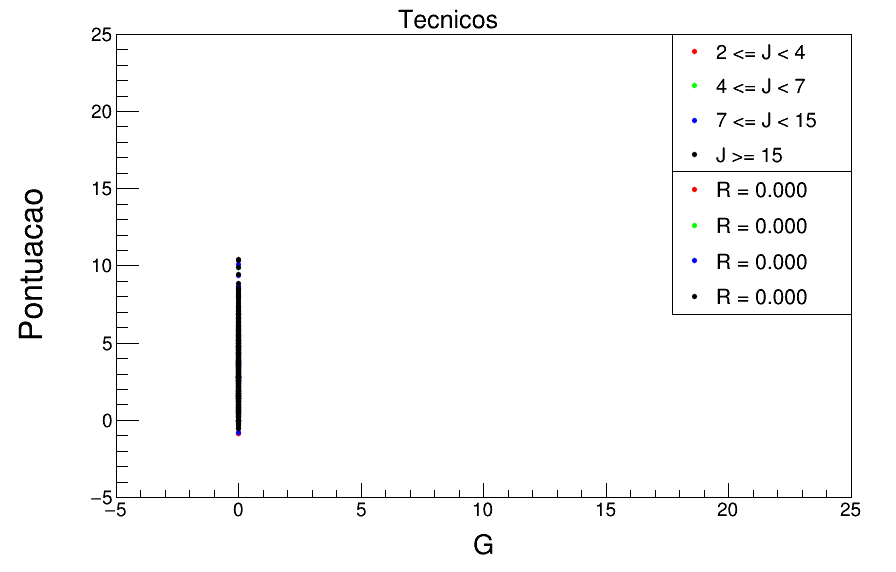 Tecnicos
25
20
15
10
5
0
−5
Pontuacao
−5 0 5 10 15 20 25
G
2 <= J < 4
4 <= J < 7
7 <= J < 15
J >= 15
R = 0.000
R = 0.000
R = 0.000
R = 0.000